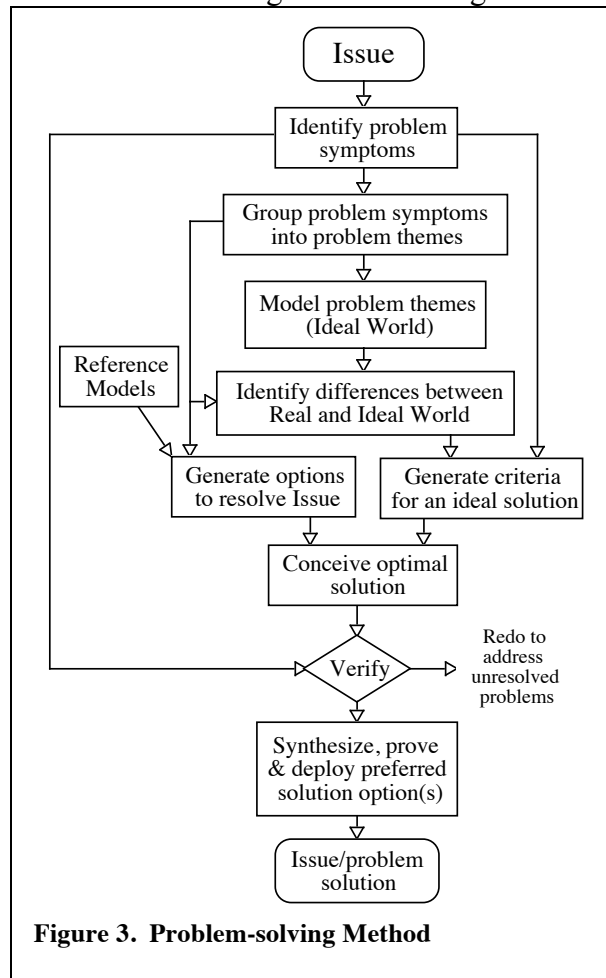 Issue
Identify problem
symptoms
Group problem symptoms
into problem themes
Model problem themes
(Ideal World)
Reference
Models
Identify differences between
Real and Ideal World
Generate options
to resolve Issue
Generate criteria
for an ideal solution
Conceive optimal
solution
Verify
Redo to
address
unresolved
problems
Synthesize, prove
& deploy preferred
solution option(s)
Issue/problem
solution
Figure 3. Problem-solving Method